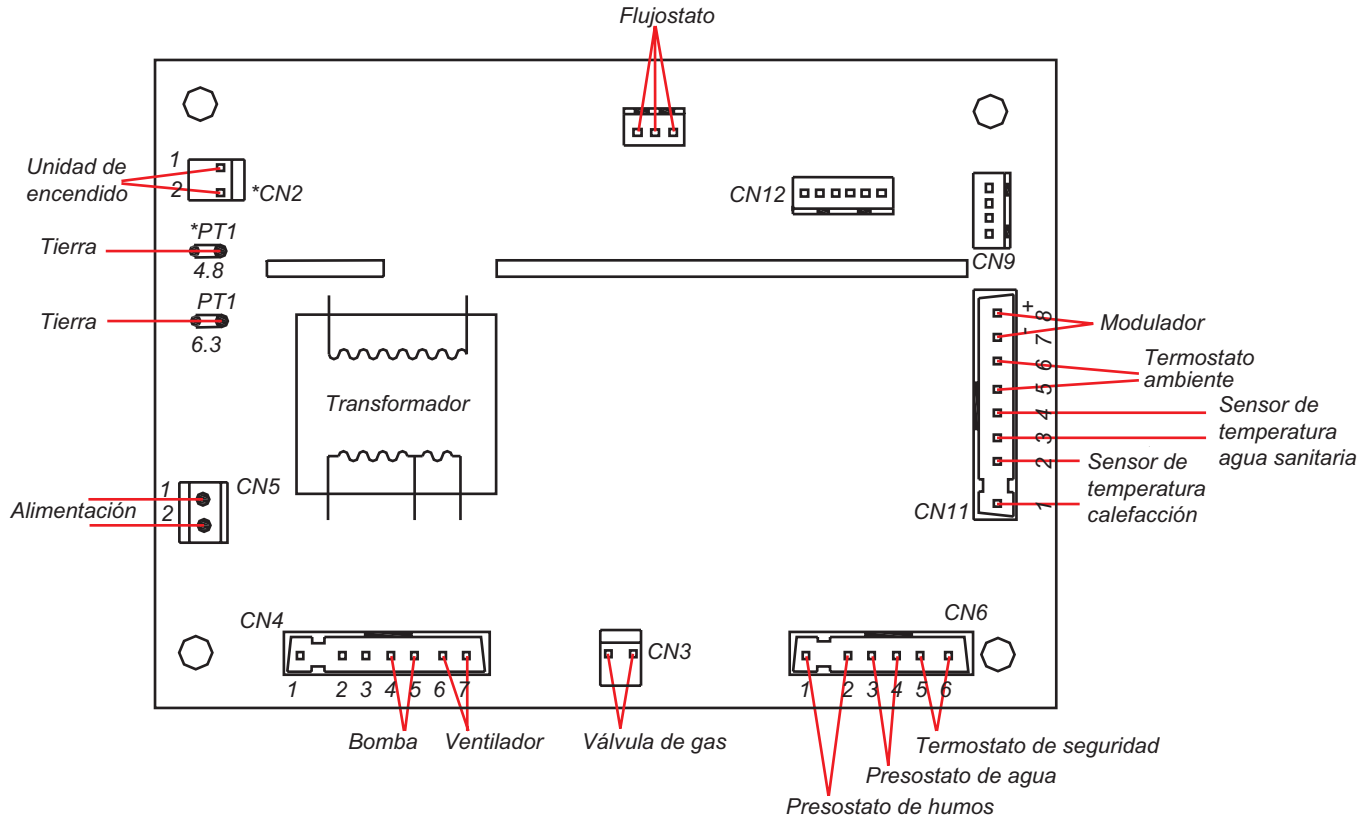 Flujostato
Unidad de
encendido
1
2
*CN2
CN12
CN9
Tierra
*PT1
4.8
Tierra
PT1
6.3
Transformador
+
-
8
7
6
5
4
3
2
1
Modulador
Termostato
ambiente
Sensor de
temperatura
agua sanitaria
Sensor de
temperatura
calefacción
CN11
Alimentación
1
2
CN5
CN4
1 2 3 4 5 6 7
CN3
CN6
1 2 3 4 5 6
Bomba
Ventilador
Válvula de gas
Termostato de seguridad
Presostato de agua
Presostato de humos